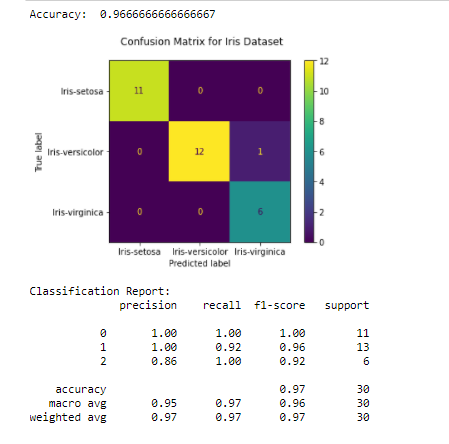 Accuracy: 0.9666666666666667
Confusion Matrix for Iris Dataset
12
10
8
6
4
2
0
Iris-setosa 11 0 0
Iris-versicolor 0 12 1
Iris-virginica 0 0 6
True label
Iris-setosa Iris-versicolor Iris-virginica
Predicted label
Classification Report:
precision recall f1-score support
0 1.00 1.00 1.00 11
1 1.00 0.92 0.96 13
2 0.86 1.00 0.92 6
accuracy 0.97 30
macro avg 0.95 0.97 0.96 30
weighted avg 0.97 0.97 0.97 30